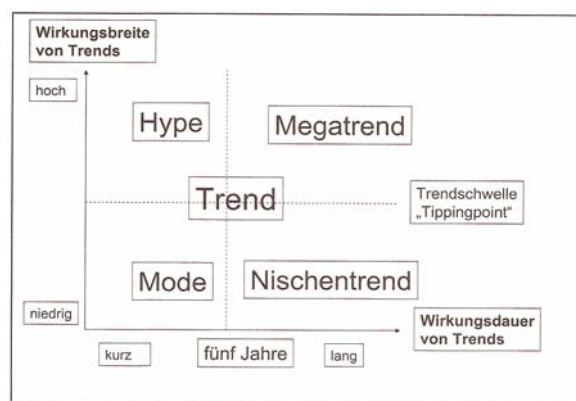 Wirkungsbreite
von Trends
hoch
Hype
Megatrend
Trend
Trendschwelle
„Tippingpoint“
Mode
Nischentrend
niedrig
Wirkungsdauer
von Trends
kurz
fünf Jahre
lang